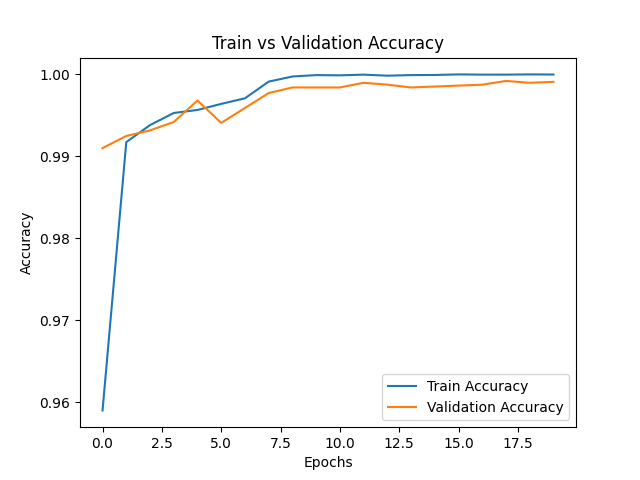 Train vs Validation Accuracy
1.00
0.99
0.98
0.97
0.96
Accuracy
0.0 2.5 5.0 7.5 10.0 12.5 15.0 17.5
Epochs
Train Accuracy
Validation Accuracy